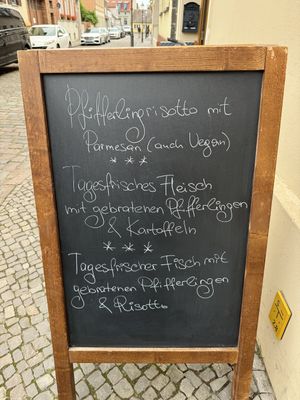 Pfifferlingrisotto mit
Parmesan (auch Vegan)
* * *
Tagesfrisches Fleisch
mit gebratenen Pfifferlingen
& Kartoffeln
* * *
Tagesfrischer Fisch mit
gebratenen Pfifferlingen
& Risotto